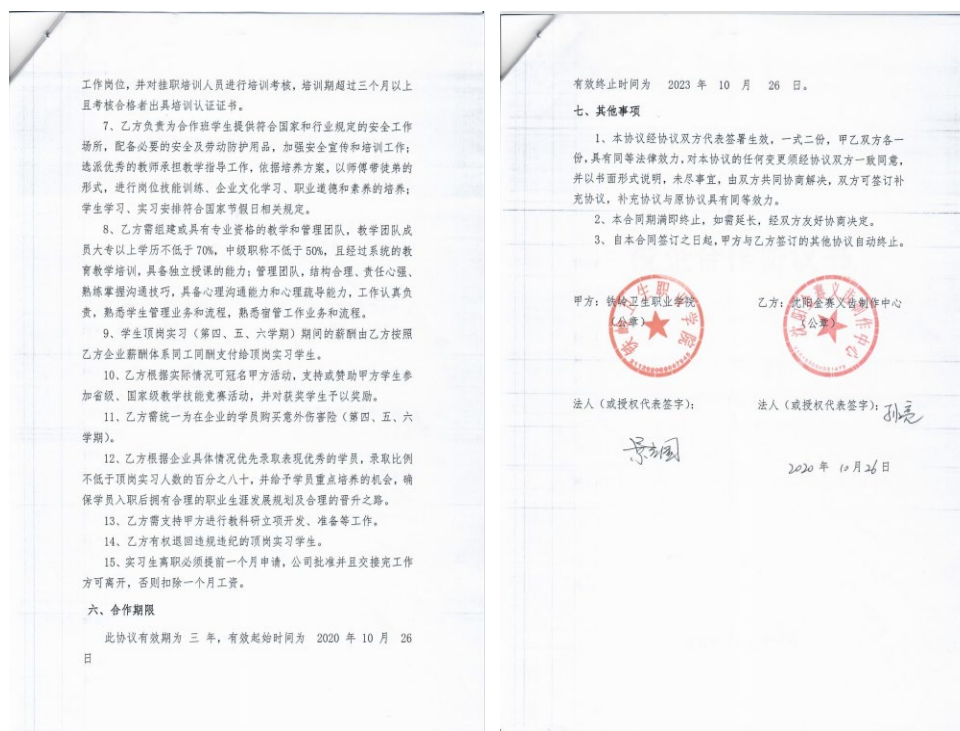 工作岗位，并对挂职培训人员进行培训考核，培训期超过三个月以上
且考核合格者出具培训认证证书。
7、乙方负责为合作班学生提供符合国家和行业规定的安全工作
场所，配备必要的安全及劳动防护用品，加强安全宣传和培训工作；
选派优秀的教师承担教学指导工作，依据培养方案，以师傅带徒弟的
形式，进行岗位技能训练、企业文化学习、职业道德和素养的培养；
学生学习、实习安排符合国家节假日相关规定。
8、乙方需组建或具有专业资格的教学和管理团队，教学团队成
员大专以上学历不低于 70%，中级职称不低于 50%，且经过系统的教
育教学培训，具备独立授课的能力；管理团队，结构合理、责任心强、
熟练掌握沟通技巧，具备心理沟通能力和心理疏导能力，工作认真负
责，熟悉学生管理业务和流程，熟悉宿管工作业务和流程。
9、学生顶岗实习（第四、五、六学期）期间的薪酬由乙方按照
乙方企业薪酬体系同工同酬支付给顶岗实习学生。
10、乙方根据实际情况可冠名甲方活动，支持或赞助甲方学生参
加省级、国家级教学技能竞赛活动，并对获奖学生予以奖励。
11、乙方需统一为在企业的学员购买意外伤害险（第四、五、六
学期）。
12、乙方根据企业具体情况优先录取表现优秀的学员，录取比例
不低于顶岗实习人数的百分之八十，并给予学员重点培养的机会，确
保学员入职后拥有合理的职业生涯发展规划及合理的晋升之路。
13、乙方需支持甲方进行教科研立项开发、准备等工作。
14、乙方有权退回违规违纪的顶岗实习学生。
15、实习生离职必须提前一个月申请，公司批准并且交接完工作
方可离开，否则扣除一个月工资。
六、合作期限
此协议有效期为 三 年，有效起始时间为 2020 年 10 月 26
日
有效终止时间为 2023 年 10 月 26 日。
七、其他事项
1、本协议经协议双方代表签署生效，一式二份，甲乙双方各一
份，具有同等法律效力，对本协议的任何变更须经协议双方一致同意，
并以书面形式说明，未尽事宜，由双方共同协商解决，双方可签订补
充协议，补充协议与原协议具有同等效力。
2、本合同期满即终止，如需延长，经双方友好协商决定。
3、自本合同签订之日起，甲方与乙方签订的其他协议自动终止。
甲方：铁岭卫生职业学院 乙方：沈阳金赛义齿制作中心
（公章） （公章）
铁岭卫生职业学院
沈阳金赛义齿制作中心
法人（或授权代表签字）： 法人（或授权代表签字）：孙亮
2020 年 10 月 26 日